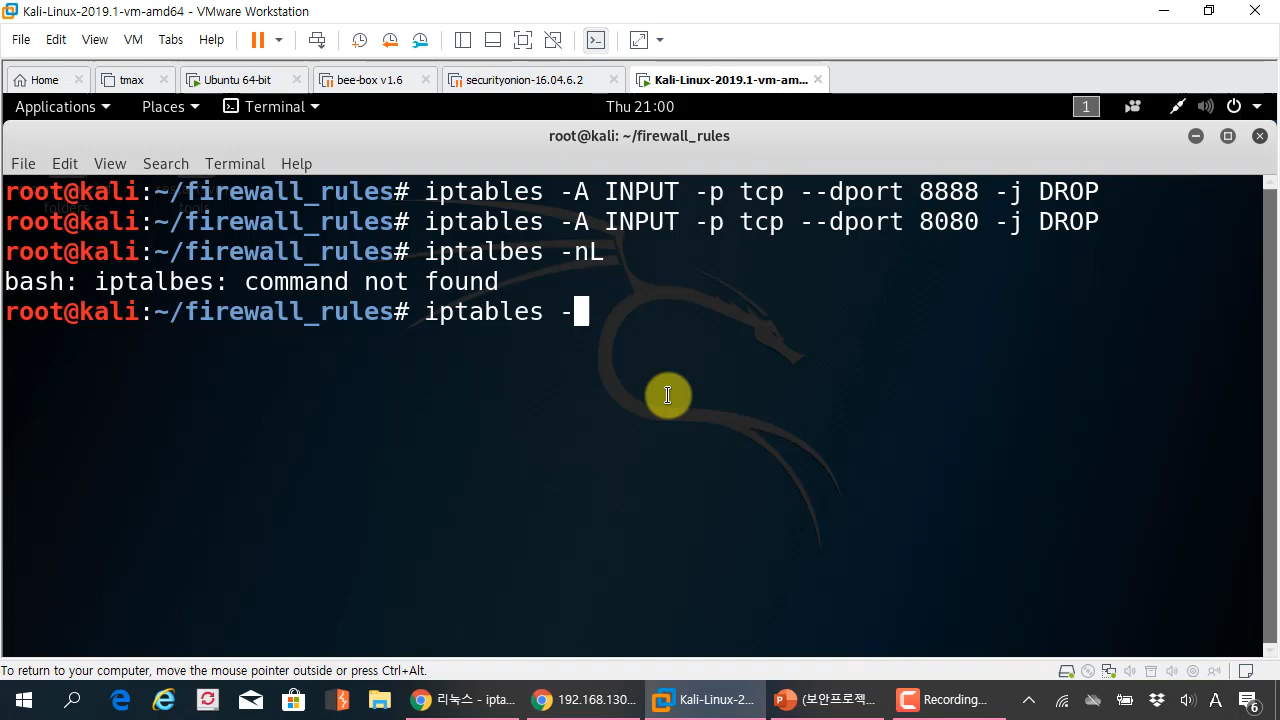 Kali-Linux-2019.1-vm-amd64 - VMware Workstation
File Edit View VM Tabs Help
Home tmax Ubuntu 64-bit bee-box v1.6 securityonion-16.04.6.2 Kali-Linux-2019.1-vm-am...
Applications Places Terminal Thu 21:00 1
root@kali: ~/firewall_rules
File Edit View Search Terminal Help
root@kali:~/firewall_rules# iptables -A INPUT -p tcp --dport 8888 -j DROP
root@kali:~/firewall_rules# iptables -A INPUT -p tcp --dport 8080 -j DROP
root@kali:~/firewall_rules# iptalbes -nL
bash: iptalbes: command not found
root@kali:~/firewall_rules# iptables -
To return to your computer, move the mouse pointer outside or press Ctrl+Alt.
리눅스 - ipta... 192.168.130... Kali-Linux-2... (보안프로젝... Recording... A 6